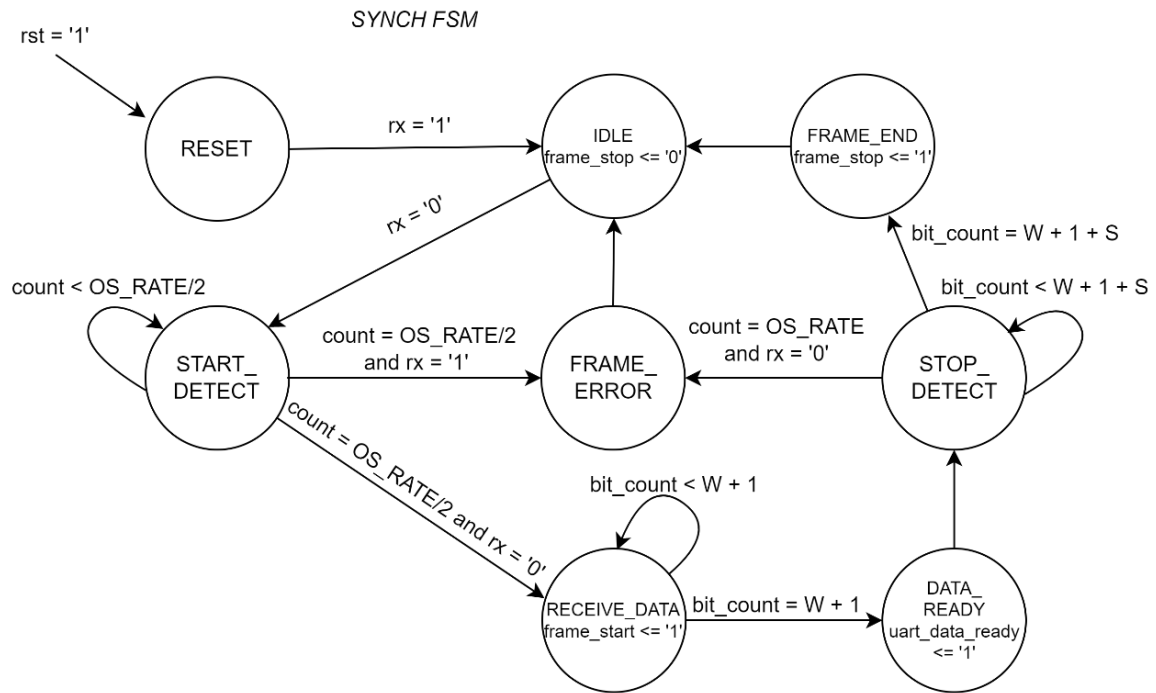 SYNCH FSM
rst = '1'
RESET
rx = '1'
IDLE
frame_stop <= '0'
FRAME_END
frame_stop <= '1'
rx = '0'
bit_count = W + 1 + S
count < OS_RATE/2
bit_count < W + 1 + S
START_
DETECT
count = OS_RATE/2
and rx = '1'
FRAME_
ERROR
count = OS_RATE
and rx = '0'
STOP_
DETECT
count = OS_RATE/2 and rx = '0'
bit_count < W + 1
RECEIVE_DATA
frame_start <= '1'
bit_count = W + 1
DATA_
READY
uart_data_ready
<= '1'